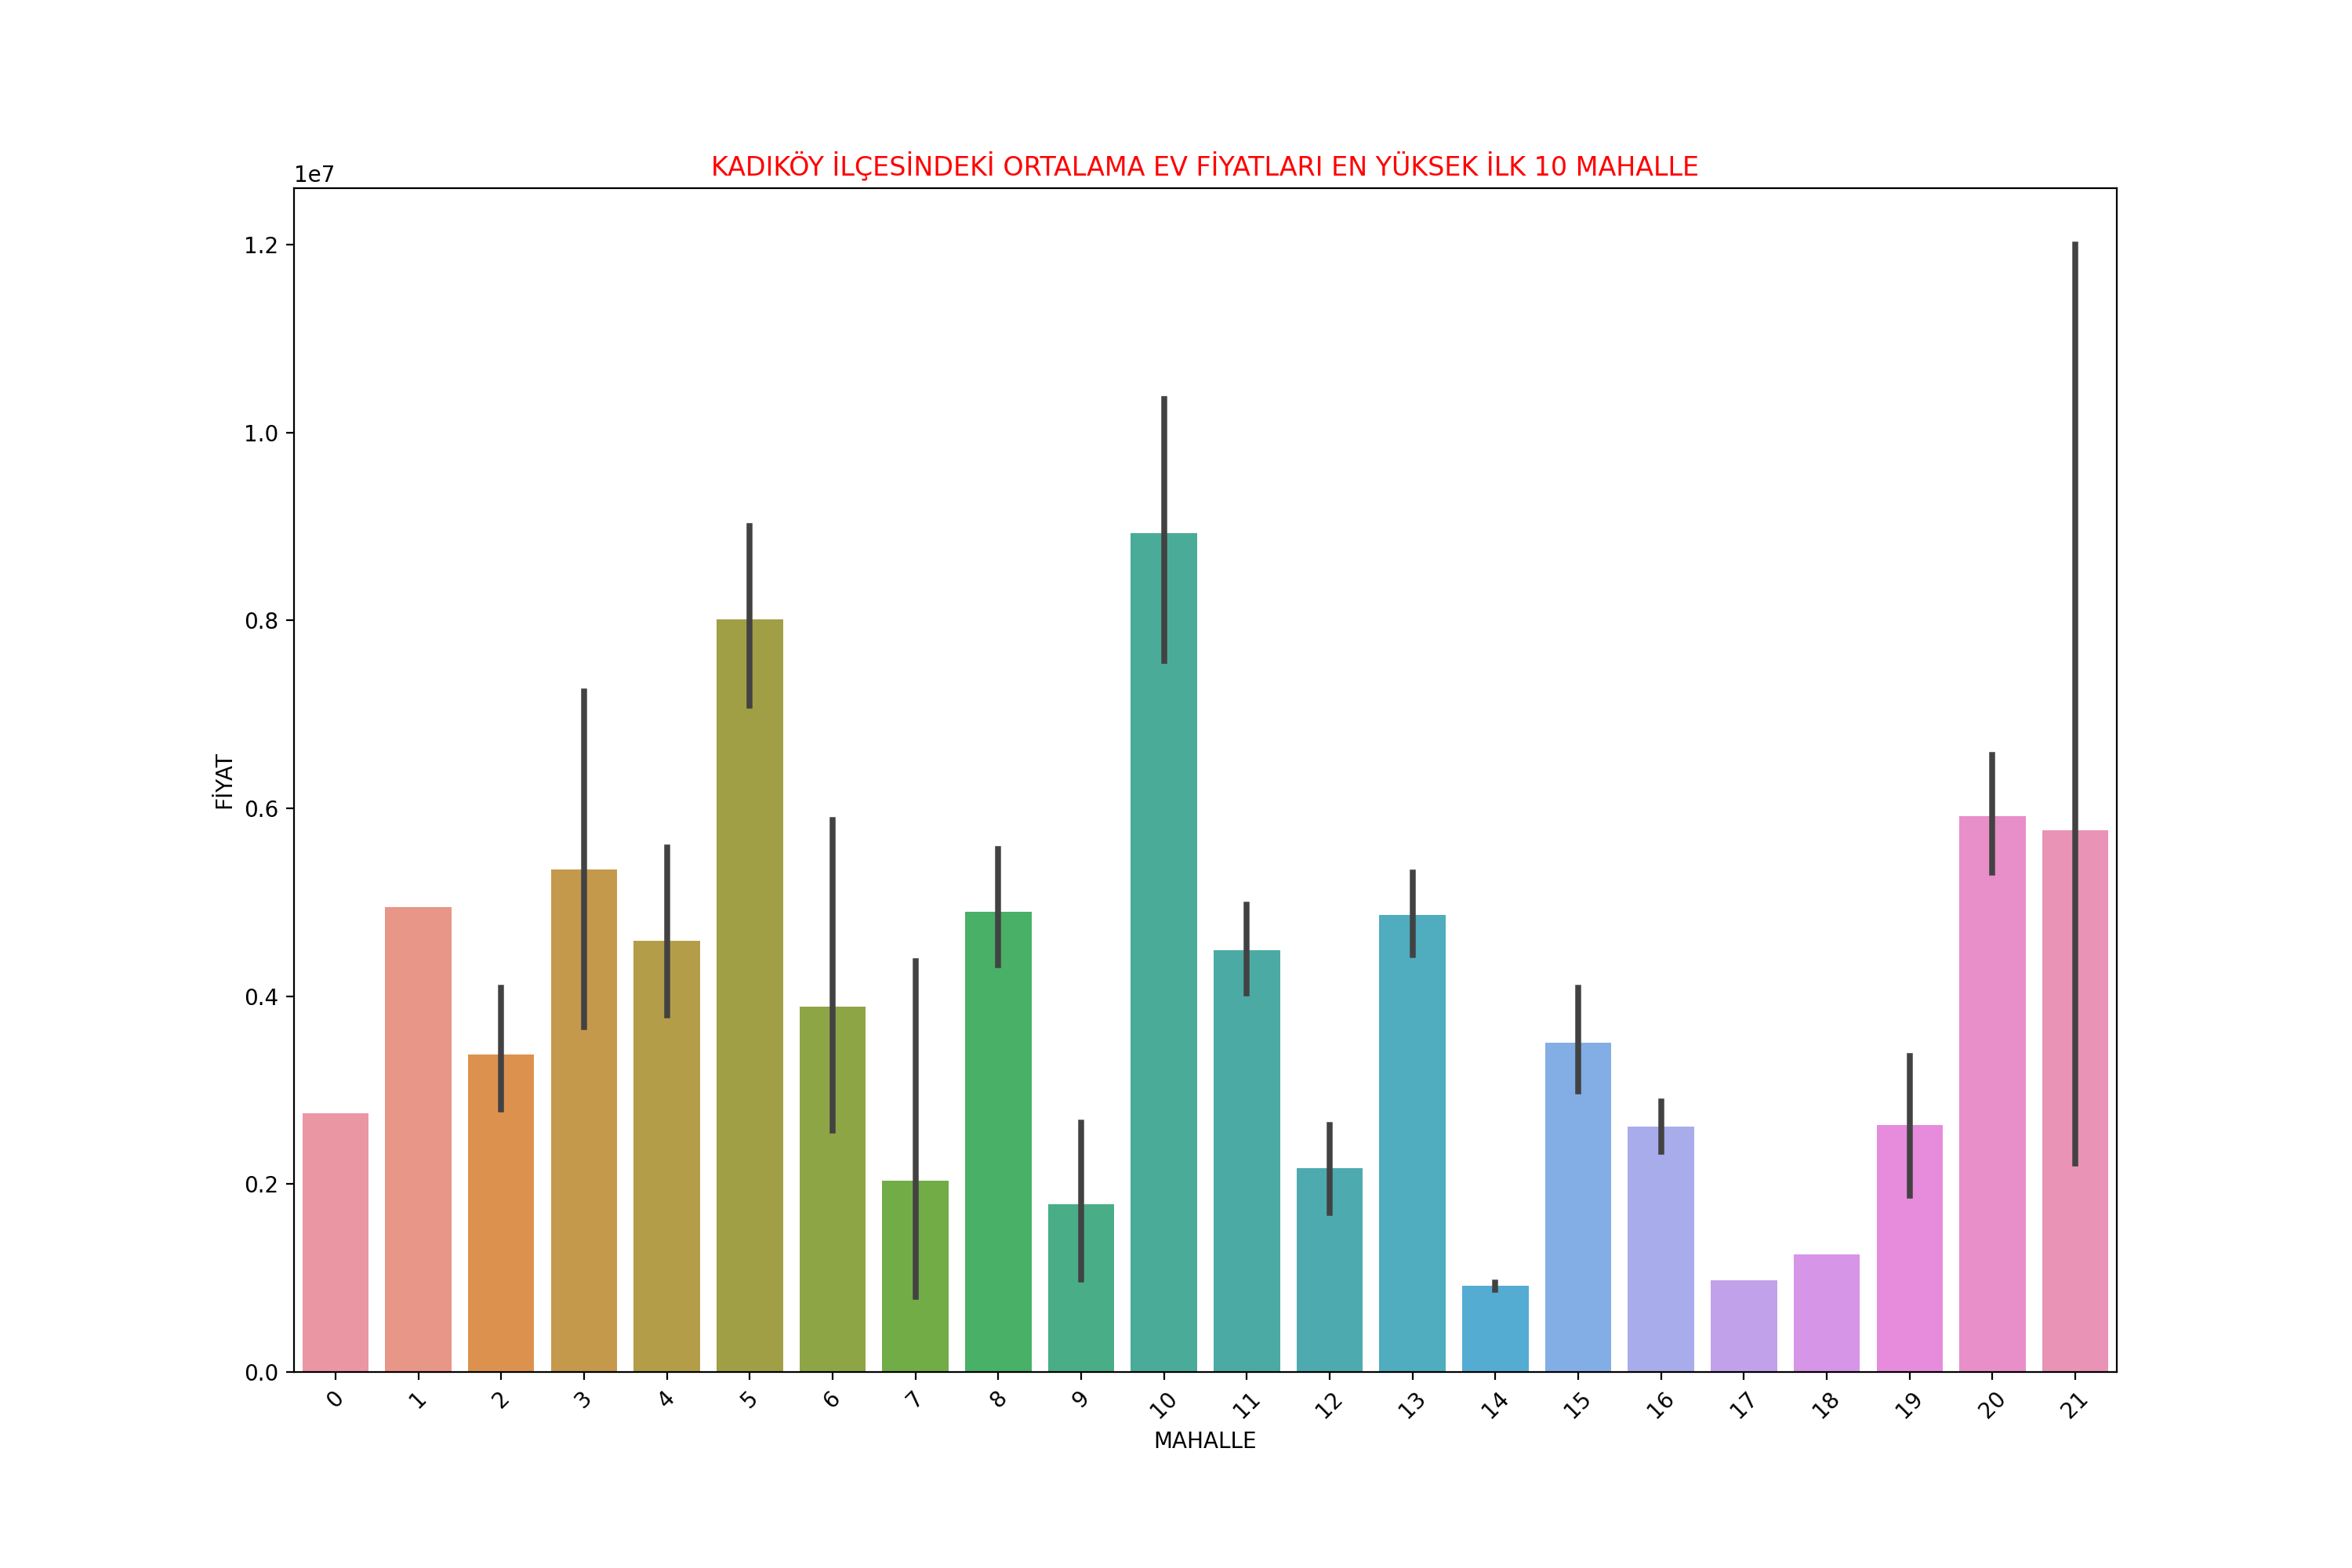 KADIKÖY İLÇESİNDEKİ ORTALAMA EV FİYATLARI EN YÜKSEK İLK 10 MAHALLE
1e7
1.2
1.0
0.8
0.6
0.4
0.2
0.0
FİYAT
0 1 2 3 4 5 6 7 8 9 10 11 12 13 14 15 16 17 18 19 20 21
MAHALLE